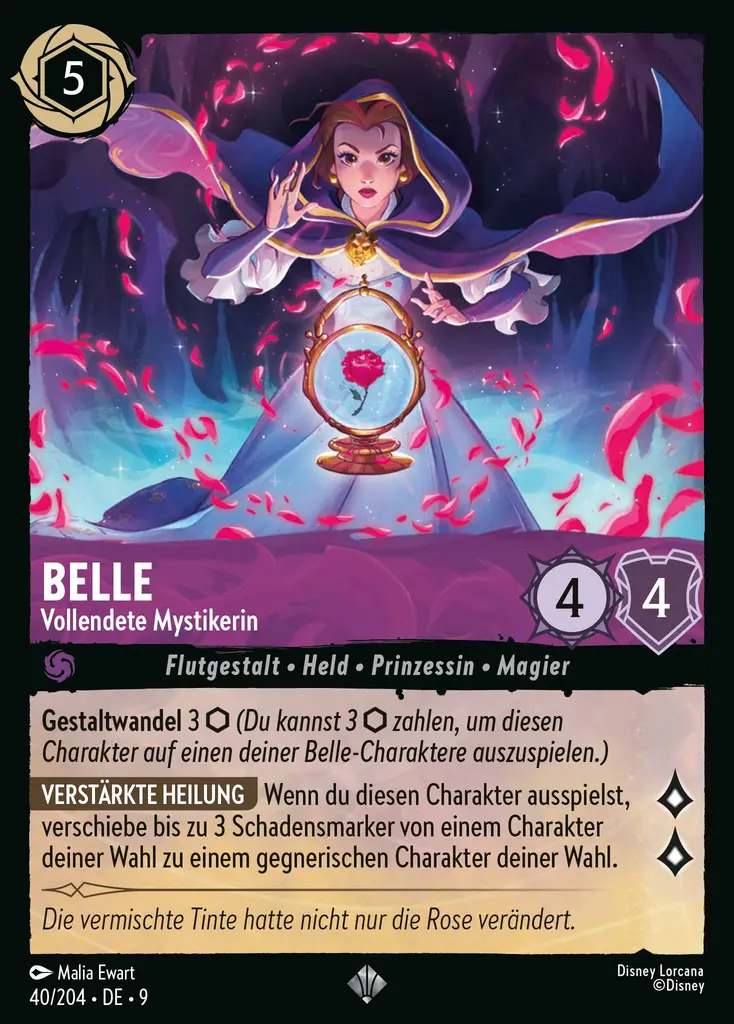 5
BELLE
Vollendete Mystikerin
4
4
Flutgestalt • Held • Prinzessin • Magier
Gestaltwandel 3 (Du kannst 3 zahlen, um diesen
Charakter auf einen deiner Belle-Charaktere auszuspielen.)
VERSTÄRKTE HEILUNG Wenn du diesen Charakter ausspielst,
verschiebe bis zu 3 Schadensmarker von einem Charakter
deiner Wahl zu einem gegnerischen Charakter deiner Wahl.
Die vermischte Tinte hatte nicht nur die Rose verändert.
Malia Ewart
40/204 • DE • 9
Disney Lorcana
©Disney